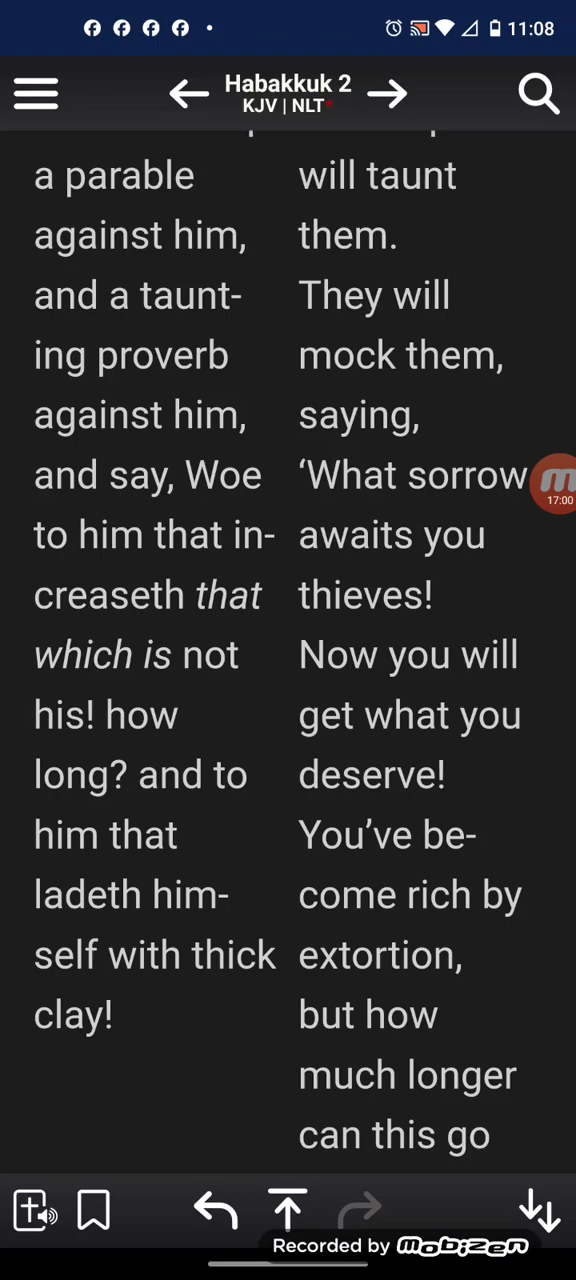 11:08
Habakkuk 2
KJV | NLT*
a parable
against him,
and a taunt-
ing proverb
against him,
and say, Woe
to him that in-
creaseth that
which is not
his! how
long? and to
him that
ladeth him-
self with thick
clay!
will taunt
them.
They will
mock them,
saying,
‘What sorrow
awaits you
thieves!
Now you will
get what you
deserve!
You’ve be-
come rich by
extortion,
but how
much longer
can this go
17:00
Recorded by mobizen